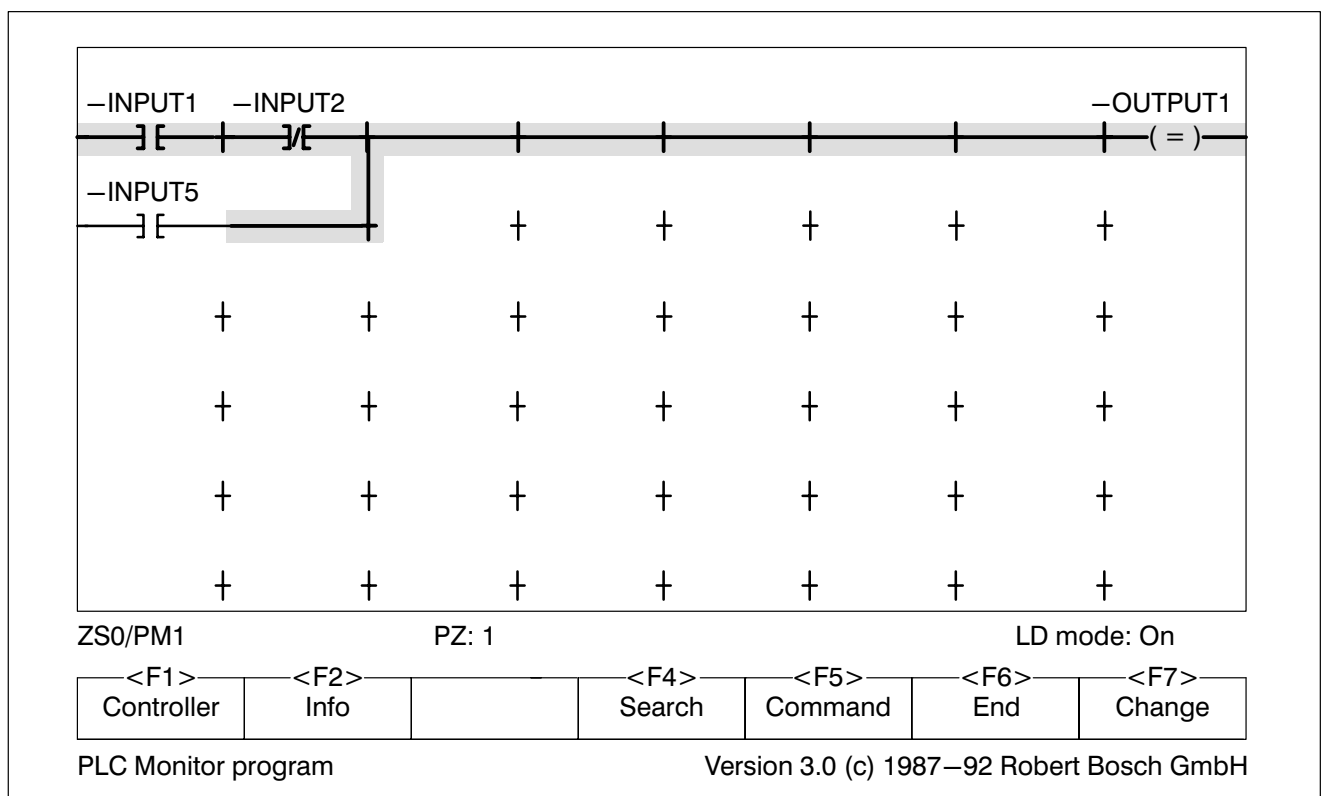 –INPUT1 –INPUT2 –OUTPUT1
] [ ]/[ ( = )
–INPUT5
] [
ZS0/PM1 PZ: 1 LD mode: On
<F1> <F2> <F4> <F5> <F6> <F7>
Controller Info Search Command End Change
PLC Monitor program Version 3.0 (c) 1987–92 Robert Bosch GmbH